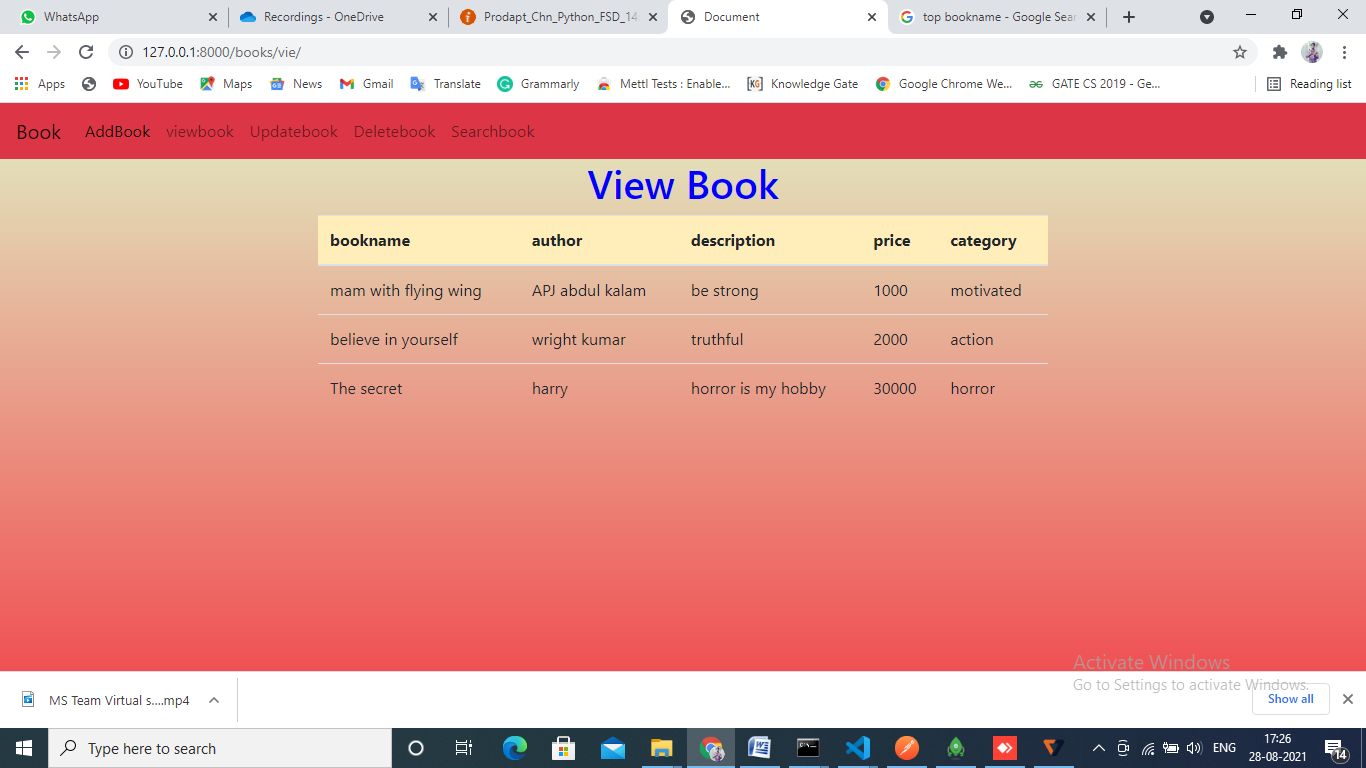 WhatsApp
Recordings - OneDrive
Prodapt_Chn_Python_FSD_14
Document
top bookname - Google Sear
127.0.0.1:8000/books/vie/
Apps YouTube Maps News Gmail Translate Grammarly Mettl Tests : Enable... Knowledge Gate Google Chrome We... GATE CS 2019 - Ge... Reading list
Book AddBook viewbook Updatebook Deletebook Searchbook
View Book
bookname author description price category
mam with flying wing APJ abdul kalam be strong 1000 motivated
believe in yourself wright kumar truthful 2000 action
The secret harry horror is my hobby 30000 horror
Activate Windows
Go to Settings to activate Windows.
MS Team Virtual s....mp4
Show all
Type here to search
ENG
17:26
28-08-2021
14